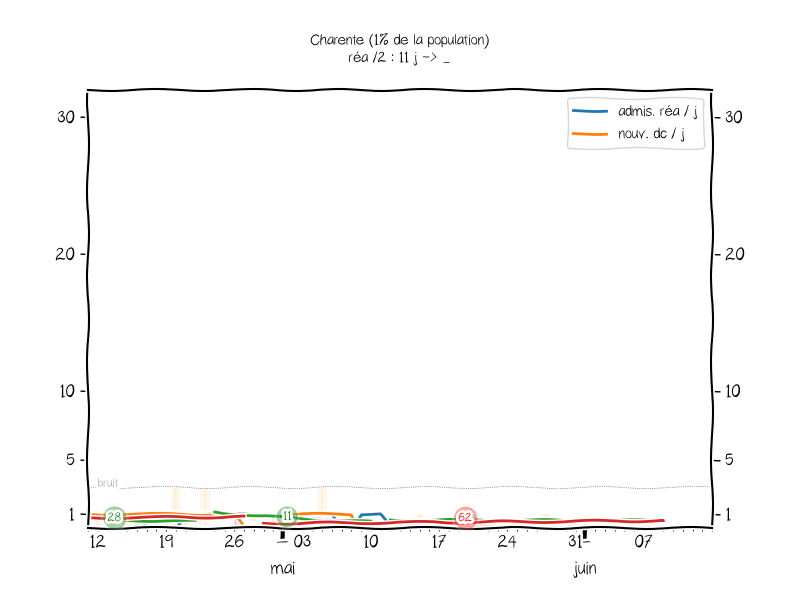 Charente (1% de la population)
réa /2 : 11 j -> _
admis. réa / j
nouv. dc / j
30
30
20
20
10
10
5
5
bruit
1
28
11
62
1
12 19 26 03 10 17 24 31 07
mai juin